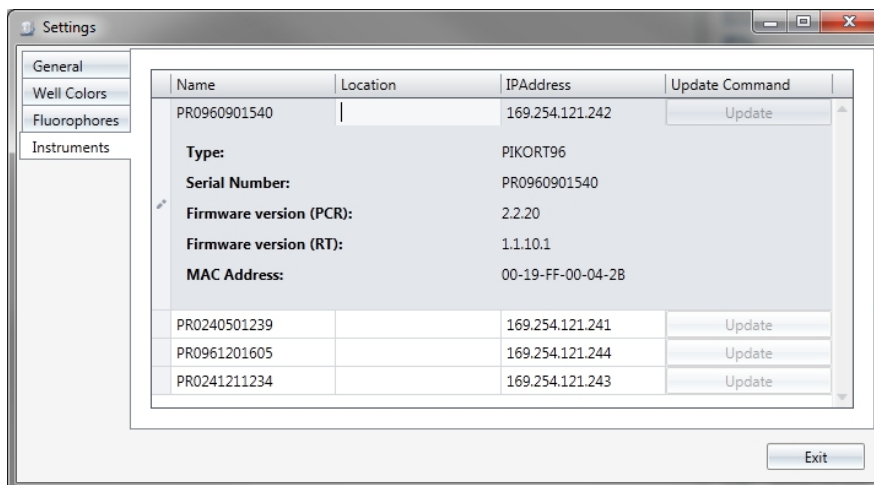 Settings
General
Well Colors
Fluorophores
Instruments
Name Location IPAddress Update Command
PR0960901540 169.254.121.242 Update
Type: PIKORT96
Serial Number: PR0960901540
Firmware version (PCR): 2.2.20
Firmware version (RT): 1.1.10.1
MAC Address: 00-19-FF-00-04-2B
PR0240501239 169.254.121.241 Update
PR0961201605 169.254.121.244 Update
PR0241211234 169.254.121.243 Update
Exit